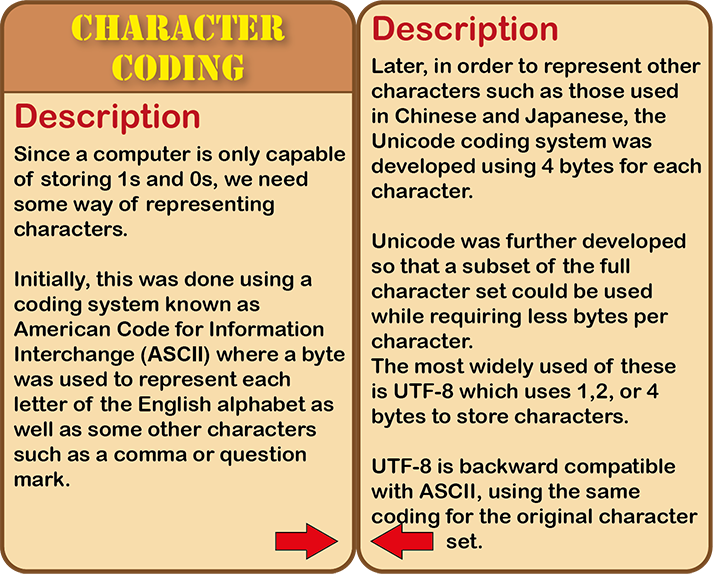 CHARACTER
CODING
Description
Since a computer is only capable
of storing 1s and 0s, we need
some way of representing
characters.
Initially, this was done using a
coding system known as
American Code for Information
Interchange (ASCII) where a byte
was used to represent each
letter of the English alphabet as
well as some other characters
such as a comma or question
mark.
Description
Later, in order to represent other
characters such as those used
in Chinese and Japanese, the
Unicode coding system was
developed using 4 bytes for each
character.
Unicode was further developed
so that a subset of the full
character set could be used
while requiring less bytes per
character.
The most widely used of these
is UTF-8 which uses 1,2, or 4
bytes to store characters.
UTF-8 is backward compatible
with ASCII, using the same
coding for the original character
set.